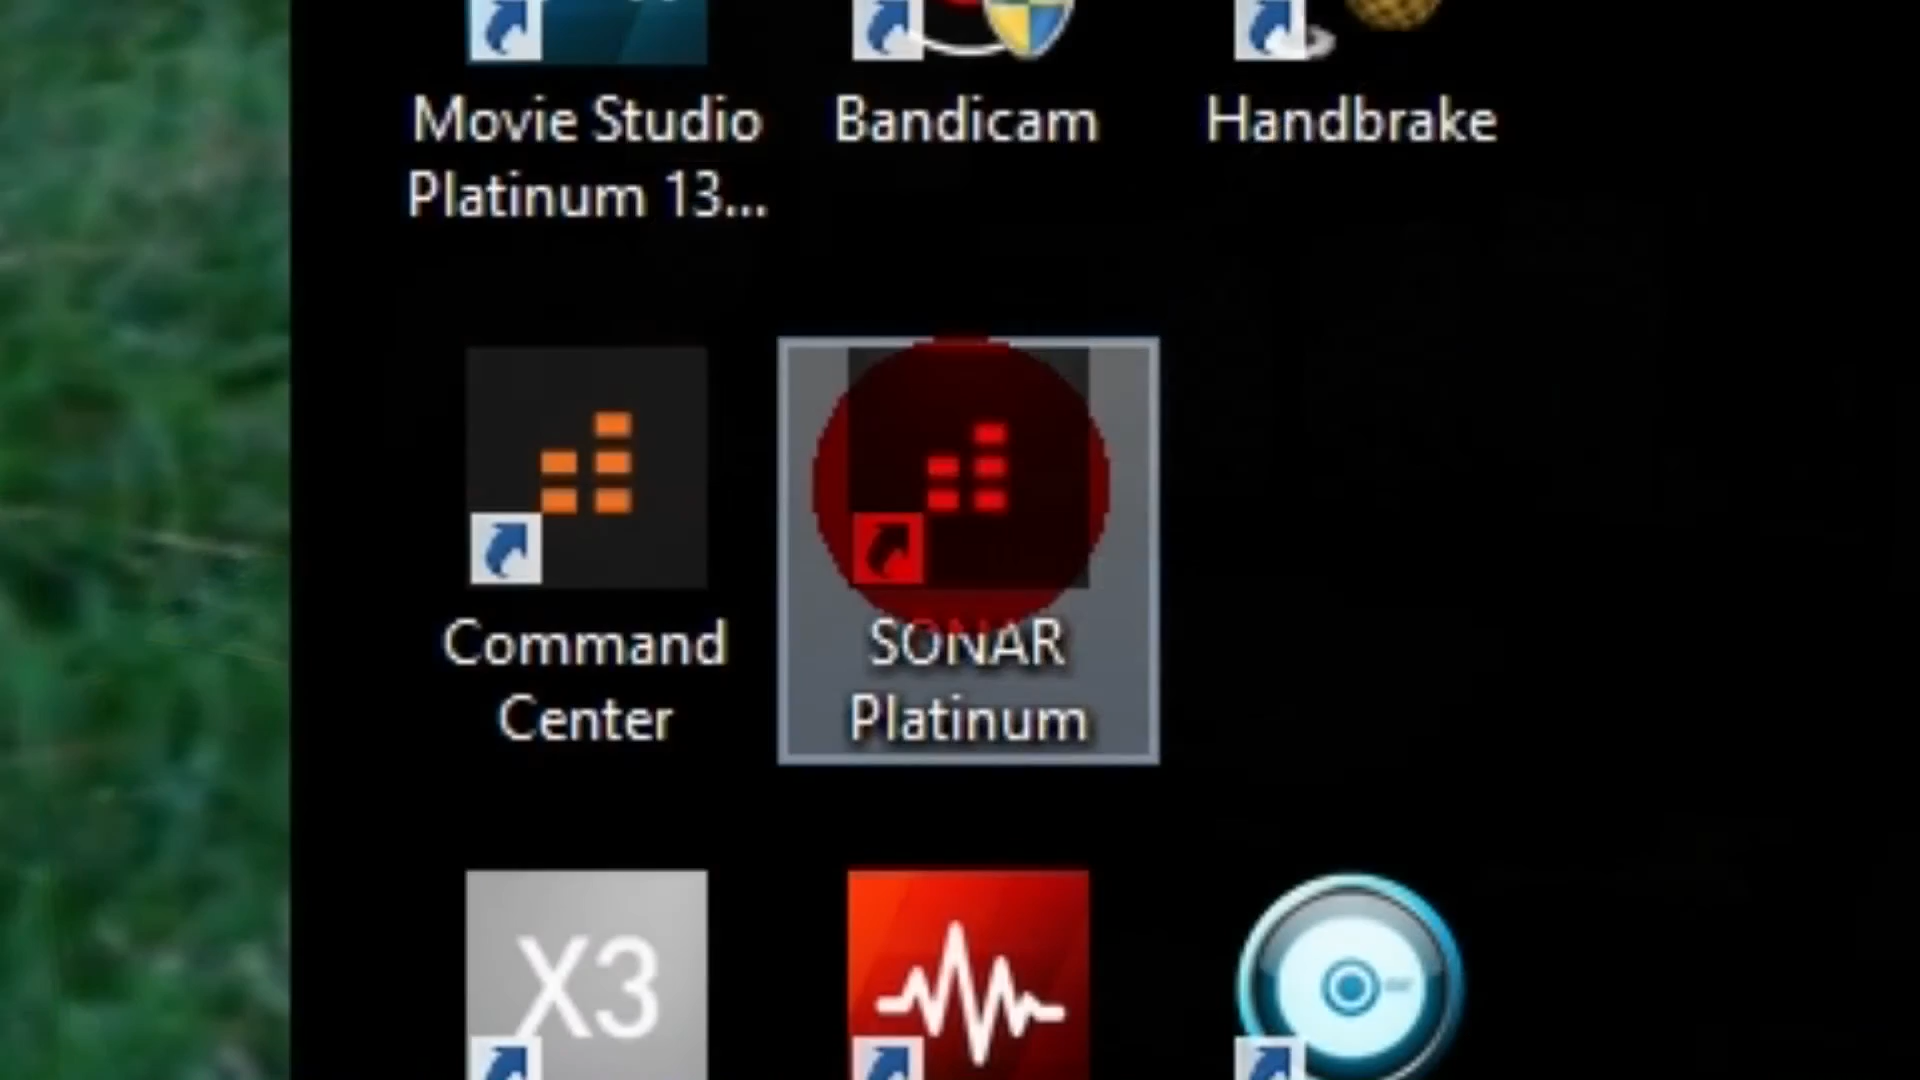 Movie Studio
Platinum 13...
Bandicam
Handbrake
Command
Center
SONAR
Platinum
X3